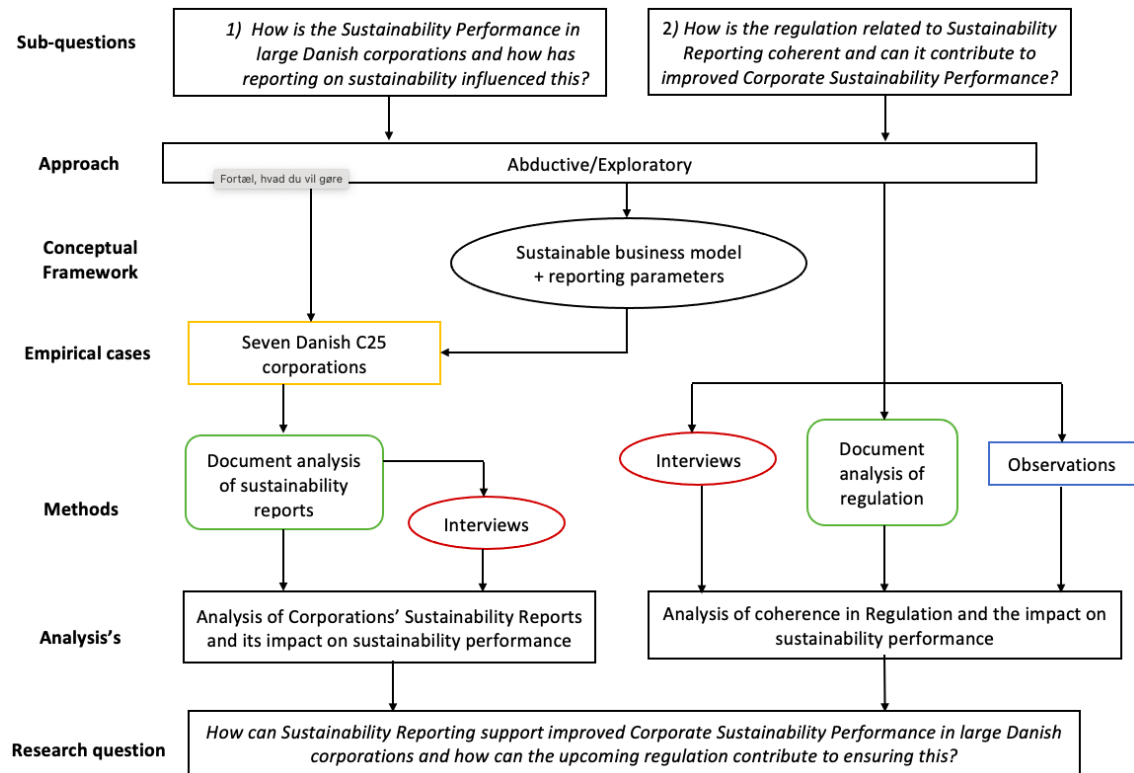 Sub-questions
1) How is the Sustainability Performance in
large Danish corporations and how has
reporting on sustainability influenced this?
2) How is the regulation related to Sustainability
Reporting coherent and can it contribute to
improved Corporate Sustainability Performance?
Approach
Abductive/Exploratory
Fortæl, hvad du vil gøre
Conceptual
Framework
Sustainable business model
+ reporting parameters
Empirical cases
Seven Danish C25
corporations
Methods
Document analysis
of sustainability
reports
Interviews
Interviews
Document
analysis of
regulation
Observations
Analysis's
Analysis of Corporations' Sustainability Reports
and its impact on sustainability performance
Analysis of coherence in Regulation and the impact on
sustainability performance
Research question
How can Sustainability Reporting support improved Corporate Sustainability Performance in large Danish
corporations and how can the upcoming regulation contribute to ensuring this?